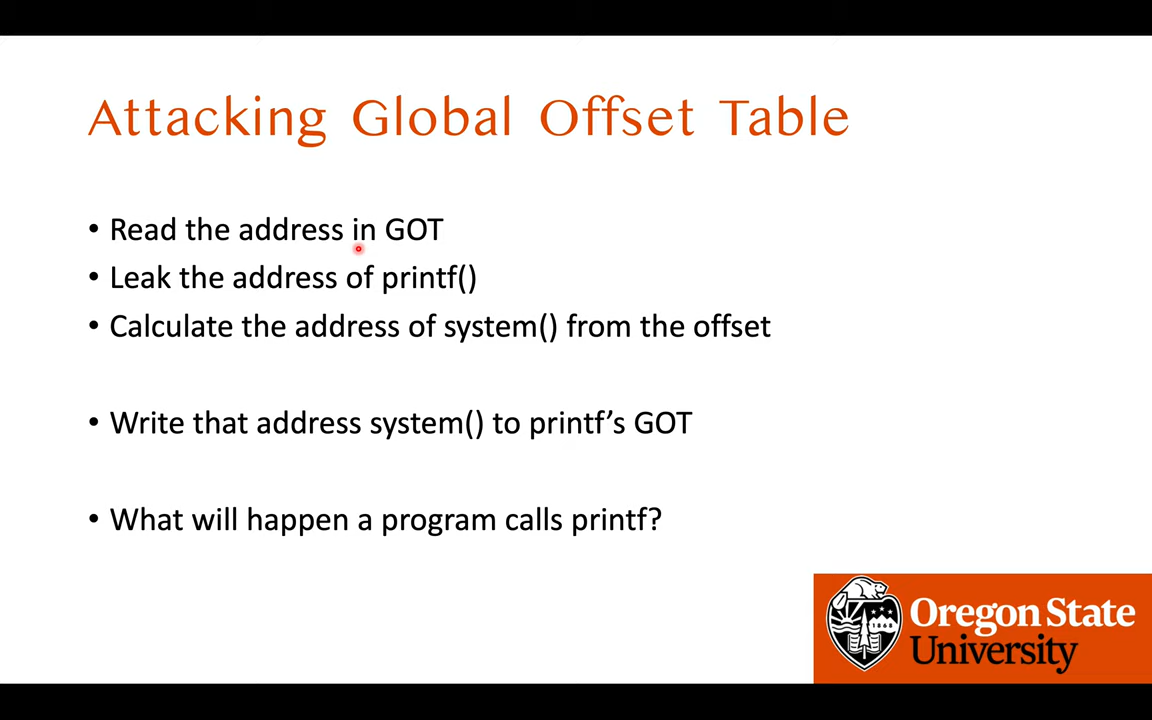 Attacking Global Offset Table
• Read the address in GOT
• Leak the address of printf()
• Calculate the address of system() from the offset
• Write that address system() to printf’s GOT
• What will happen a program calls printf?
Oregon State
University